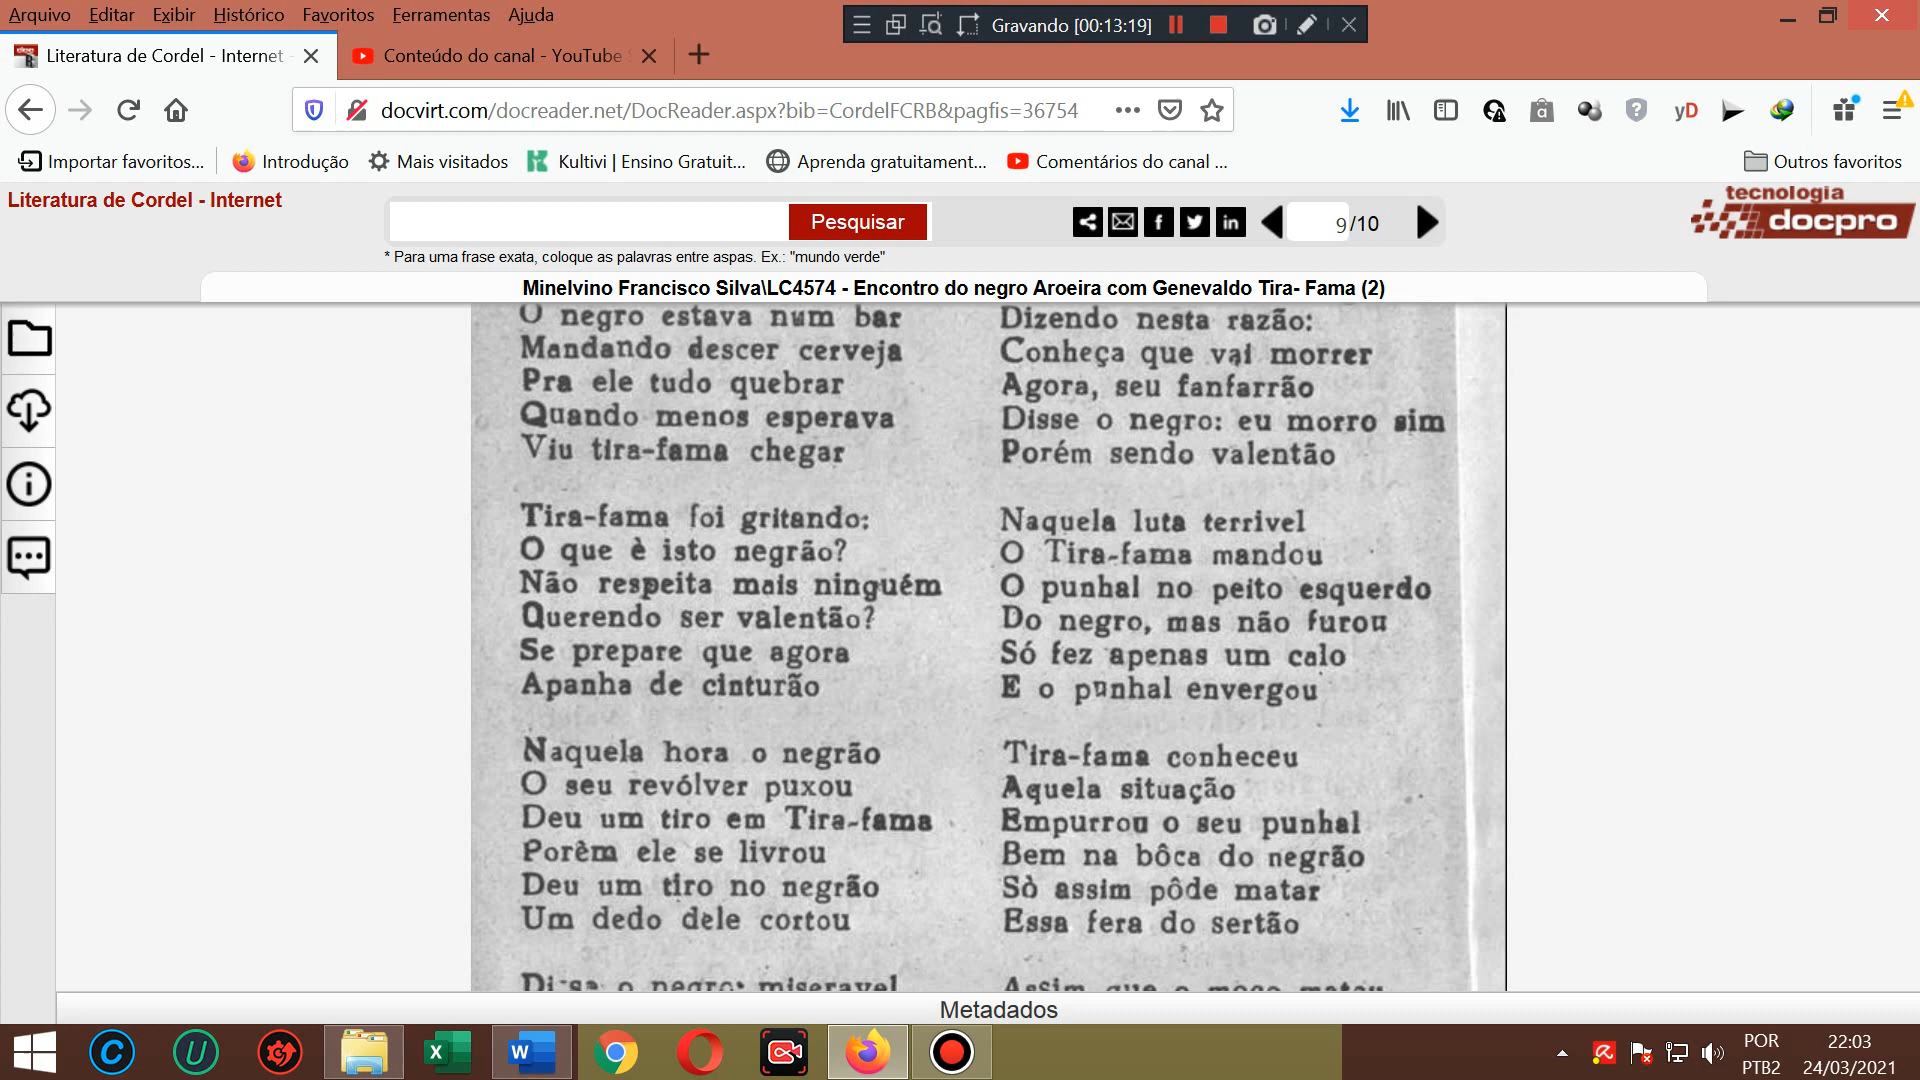 Arquivo Editar Exibir Histórico Favoritos Ferramentas Ajuda
Gravando [00:13:19]
Literatura de Cordel - Internet -
Conteúdo do canal - YouTube
docvirt.com/docreader.net/DocReader.aspx?bib=CordelFCRB&pagfis=36754
yD
Importar favoritos...
Introdução
Mais visitados
Kultivi | Ensino Gratuit...
Aprenda gratuitament...
Comentários do canal ...
Outros favoritos
Literatura de Cordel - Internet
Pesquisar
9/10
tecnologia
docpro
* Para uma frase exata, coloque as palavras entre aspas. Ex.: "mundo verde"
Minelvino Francisco Silva\LC4574 - Encontro do negro Aroeira com Genevaldo Tira- Fama (2)
O negro estava num bar
Mandando descer cerveja
Pra ele tudo quebrar
Quando menos esperava
Viu tira-fama chegar
Tira-fama foi gritando:
O que è isto negrão?
Não respeita mais ninguém
Querendo ser valentão?
Se prepare que agora
Apanha de cinturão
Naquela hora o negrão
O seu revólver puxou
Deu um tiro em Tira-fama
Porèm ele se livrou
Deu um tiro no negrão
Um dedo dele cortou
o negro: miseravel
Dizendo nesta razão:
Conheça que vai morrer
Agora, seu fanfarrão
Disse o negro: eu morro sim
Porém sendo valentão
Naquela luta terrivel
O Tira-fama mandou
O punhal no peito esquerdo
Do negro, mas não furou
Só fez apenas um calo
E o punhal envergou
Tira-fama conheceu
Aquela situação
Empurrou o seu punhal
Bem na bôca do negrão
Sò assim pôde matar
Essa fera do sertão
Assim que o moço matou
Metadados
POR
PTB2
22:03
24/03/2021